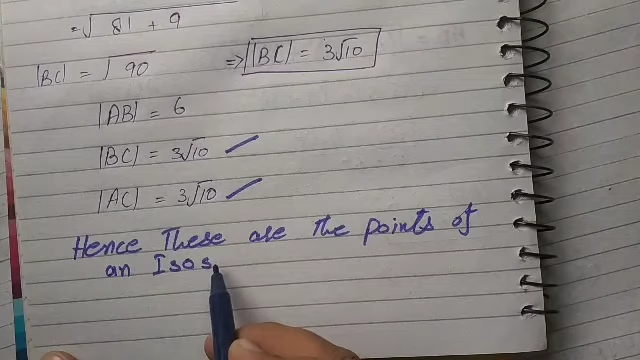 = √81 + 9
|BC| = √90 ⇒ |BC| = 3√10
|AB| = 6
|BC| = 3√10
|AC| = 3√10
Hence These are the points of
an Isos